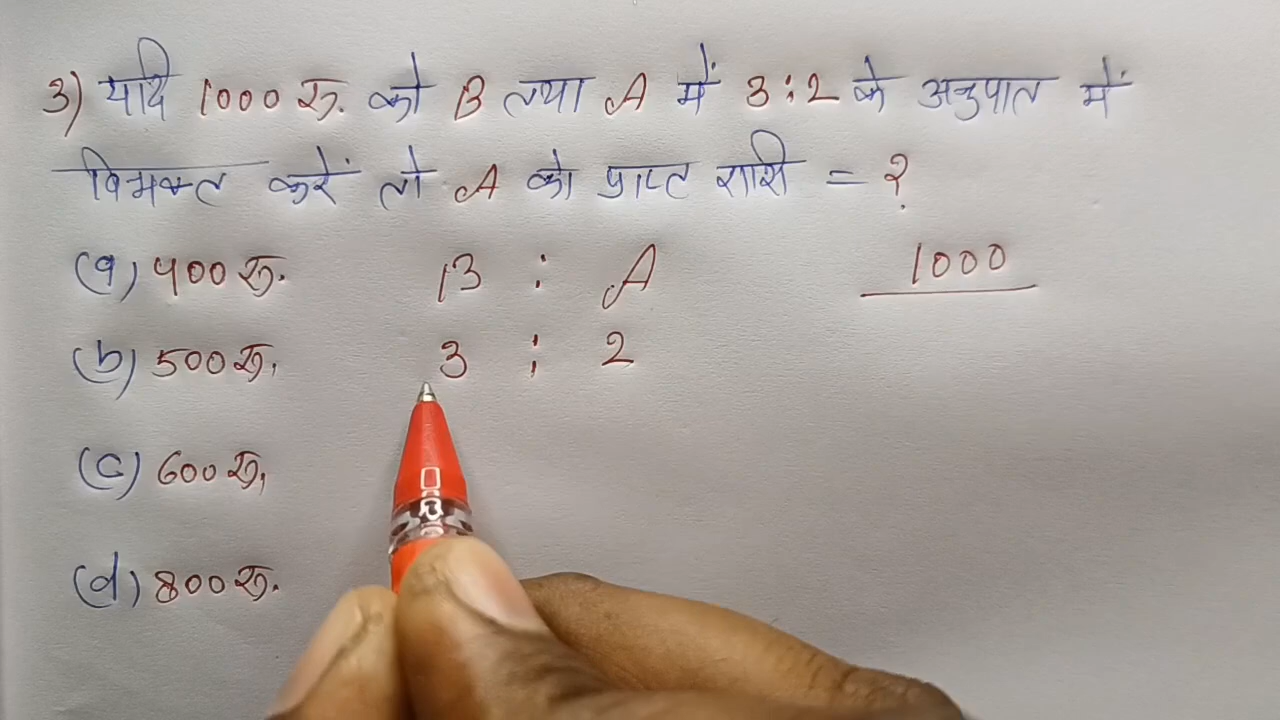 3) यदि 1000 रु. को B तथा A में 3:2 के अनुपात में
विभक्त करें तो A को प्राप्त राशि = ?
(a) 400 रु.
B : A
1000
(b) 500 रु.
3 : 2
(c) 600 रु.
(d) 800 रु.